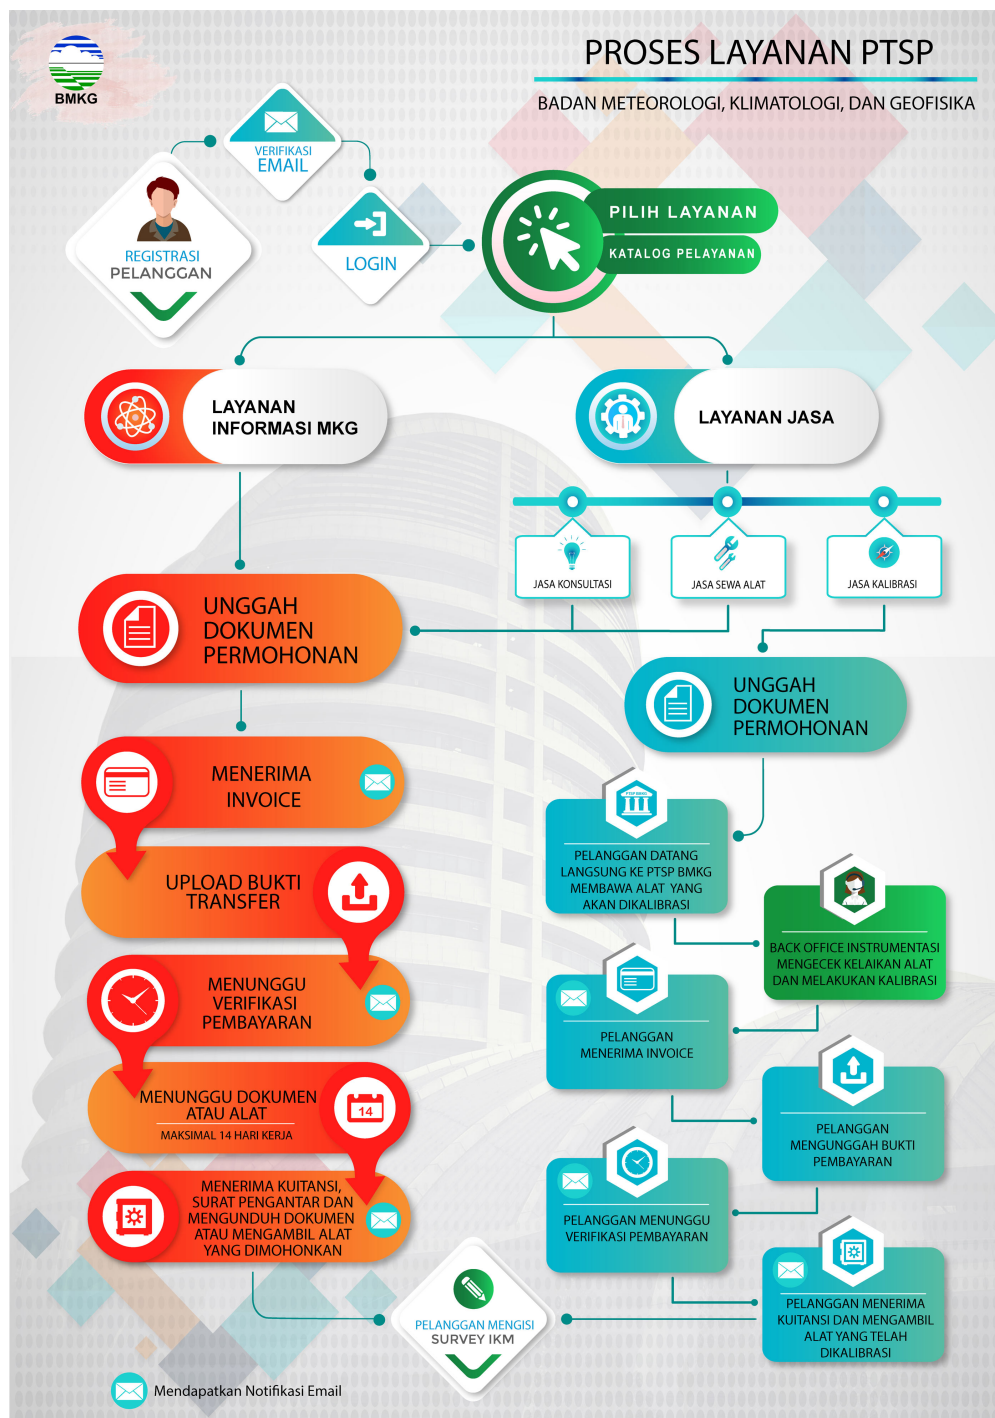 BMKG
PROSES LAYANAN PTSP
BADAN METEOROLOGI, KLIMATOLOGI, DAN GEOFISIKA
VERIFIKASI
EMAIL
REGISTRASI
PELANGGAN
LOGIN
PILIH LAYANAN
KATALOG PELAYANAN
LAYANAN
INFORMASI MKG
LAYANAN JASA
JASA KONSULTASI
JASA SEWA ALAT
JASA KALIBRASI
UNGGAH
DOKUMEN
PERMOHONAN
UNGGAH
DOKUMEN
PERMOHONAN
MENERIMA
INVOICE
UPLOAD BUKTI
TRANSFER
MENUNGGU
VERIFIKASI
PEMBAYARAN
MENUNGGU DOKUMEN
ATAU ALAT
MAKSIMAL 14 HARI KERJA
14
MENERIMA KUITANSI,
SURAT PENGANTAR DAN
MENGUNDUH DOKUMEN
ATAU MENGAMBIL ALAT
YANG DIMOHONKAN
PTSP BMKG
PELANGGAN DATANG
LANGSUNG KE PTSP BMKG
MEMBAWA ALAT YANG
AKAN DIKALIBRASI
BACK OFFICE INSTRUMENTASI
MENGECEK KELAIKAN ALAT
DAN MELAKUKAN KALIBRASI
PELANGGAN
MENERIMA INVOICE
PELANGGAN
MENGUNGGAH BUKTI
PEMBAYARAN
PELANGGAN MENUNGGU
VERIFIKASI PEMBAYARAN
PELANGGAN MENERIMA
KUITANSI DAN MENGAMBIL
ALAT YANG TELAH
DIKALIBRASI
PELANGGAN MENGISI
SURVEY IKM
Mendapatkan Notifikasi Email